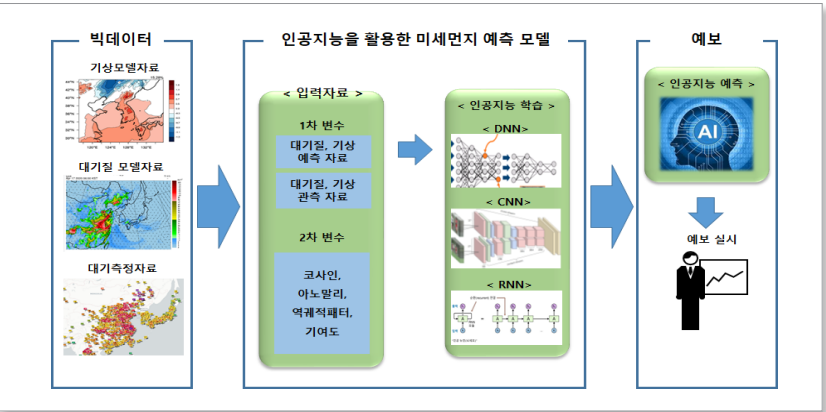 빅데이터
기상모델자료
대기질 모델자료
대기측정자료
인공지능을 활용한 미세먼지 예측 모델
< 입력자료 >
1차 변수
대기질, 기상
예측 자료
대기질, 기상
관측 자료
2차 변수
코사인,
아노말리,
역궤적패터,
기여도
< 인공지능 학습 >
< DNN>
< CNN>
< RNN>
예보
< 인공지능 예측 >
AI
예보 실시